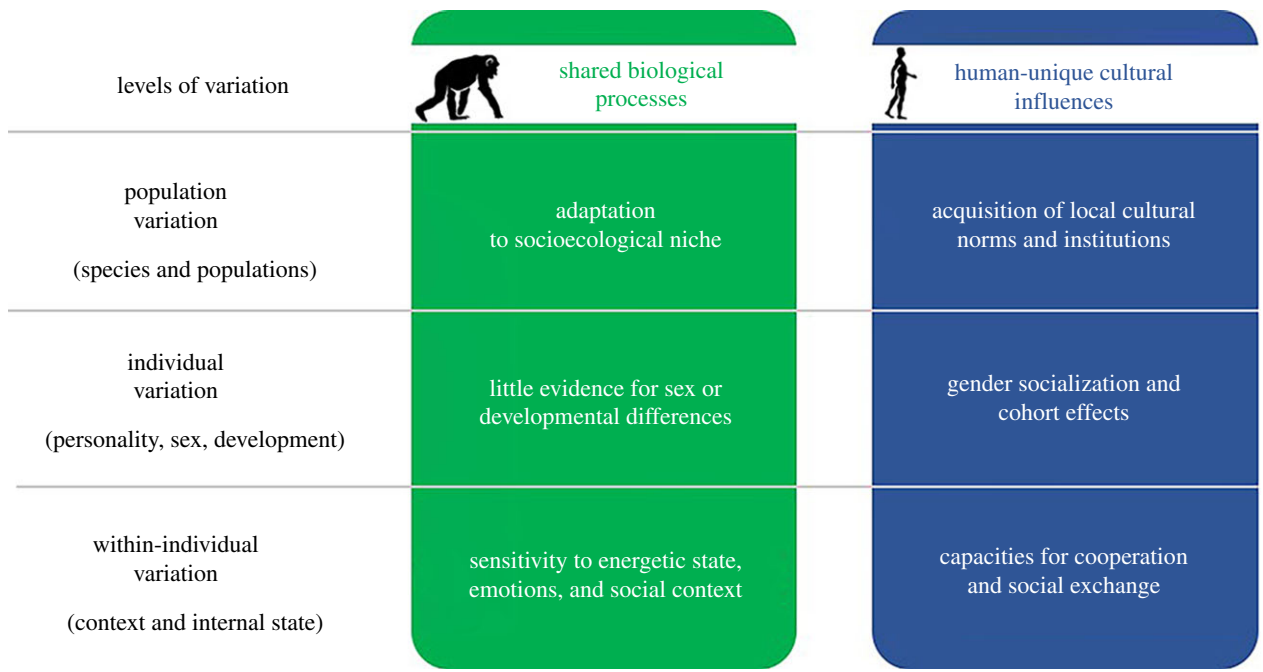 levels of variation
shared biological
processes
human-unique cultural
influences
population
variation
(species and populations)
adaptation
to socioecological niche
acquisition of local cultural
norms and institutions
individual
variation
(personality, sex, development)
little evidence for sex or
developmental differences
gender socialization and
cohort effects
within-individual
variation
(context and internal state)
sensitivity to energetic state,
emotions, and social context
capacities for cooperation
and social exchange